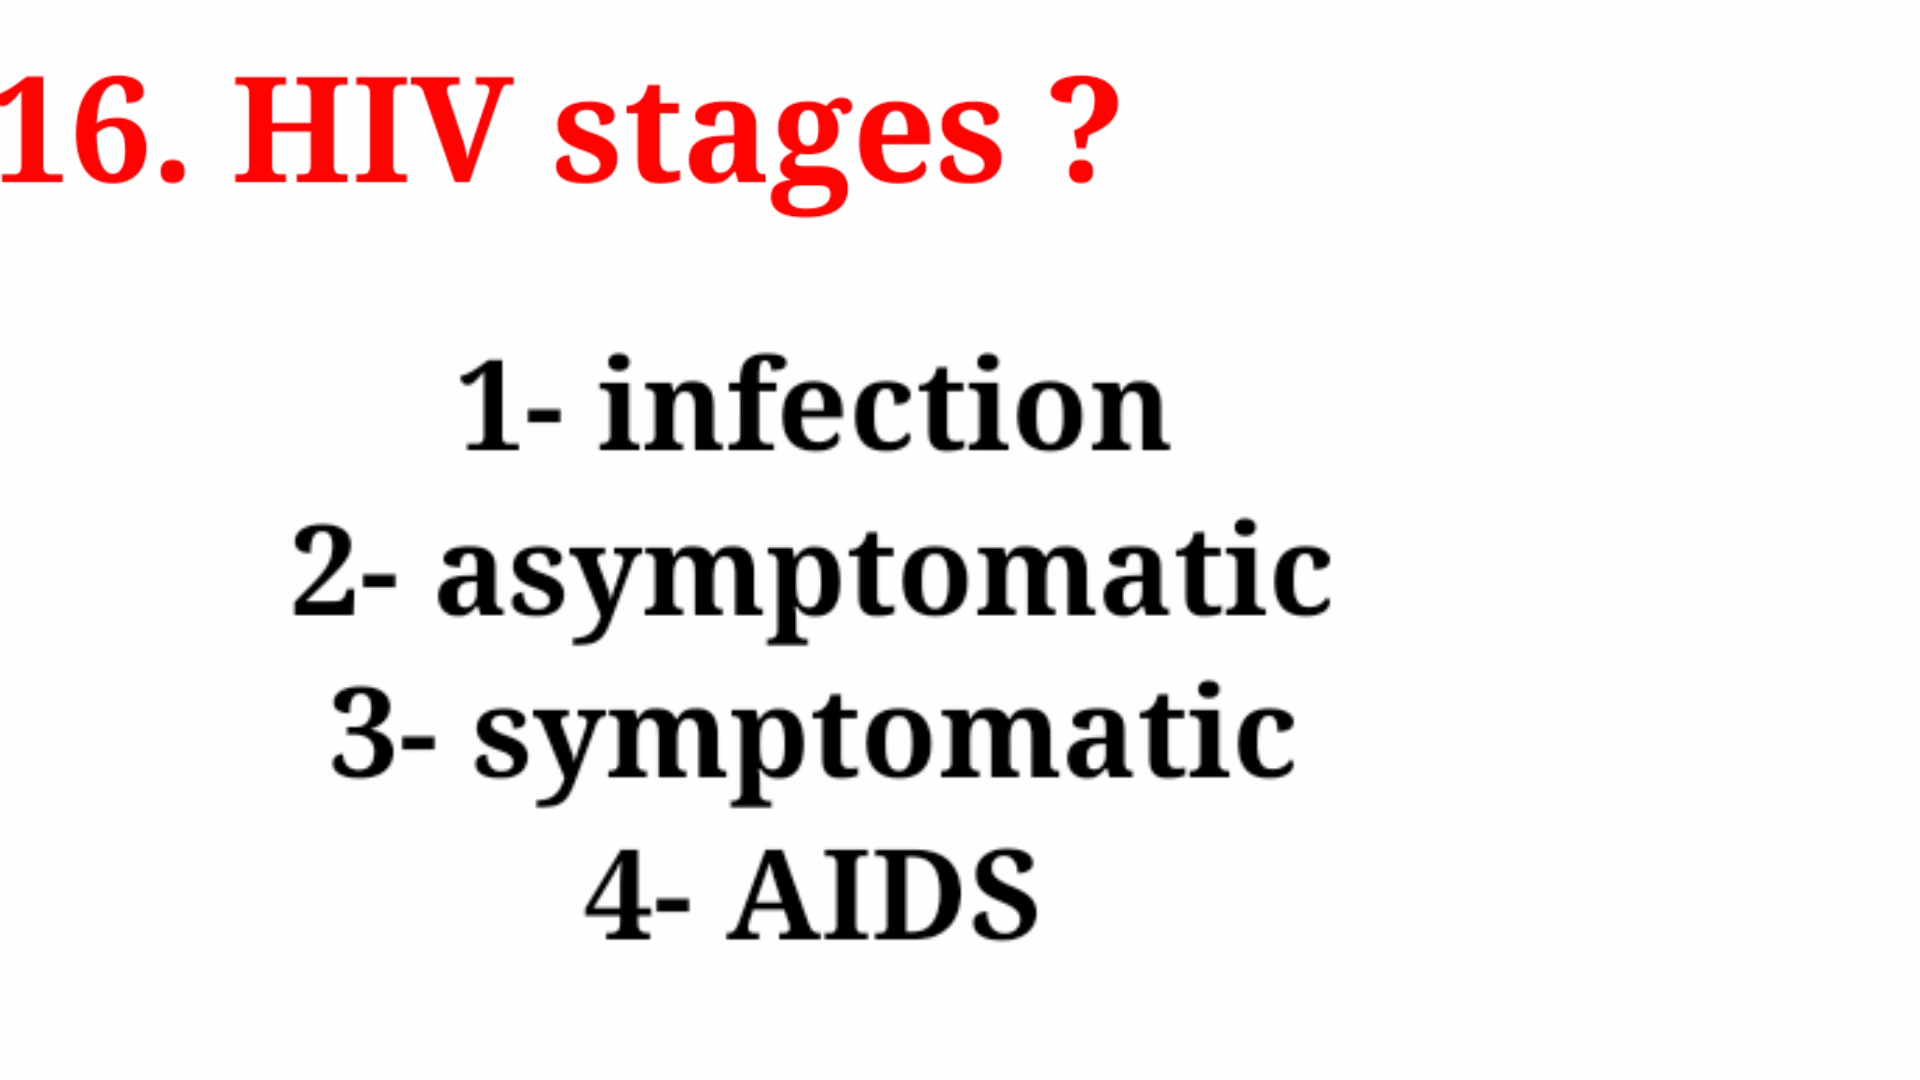 16. HIV stages ?
1- infection
2- asymptomatic
3- symptomatic
4- AIDS